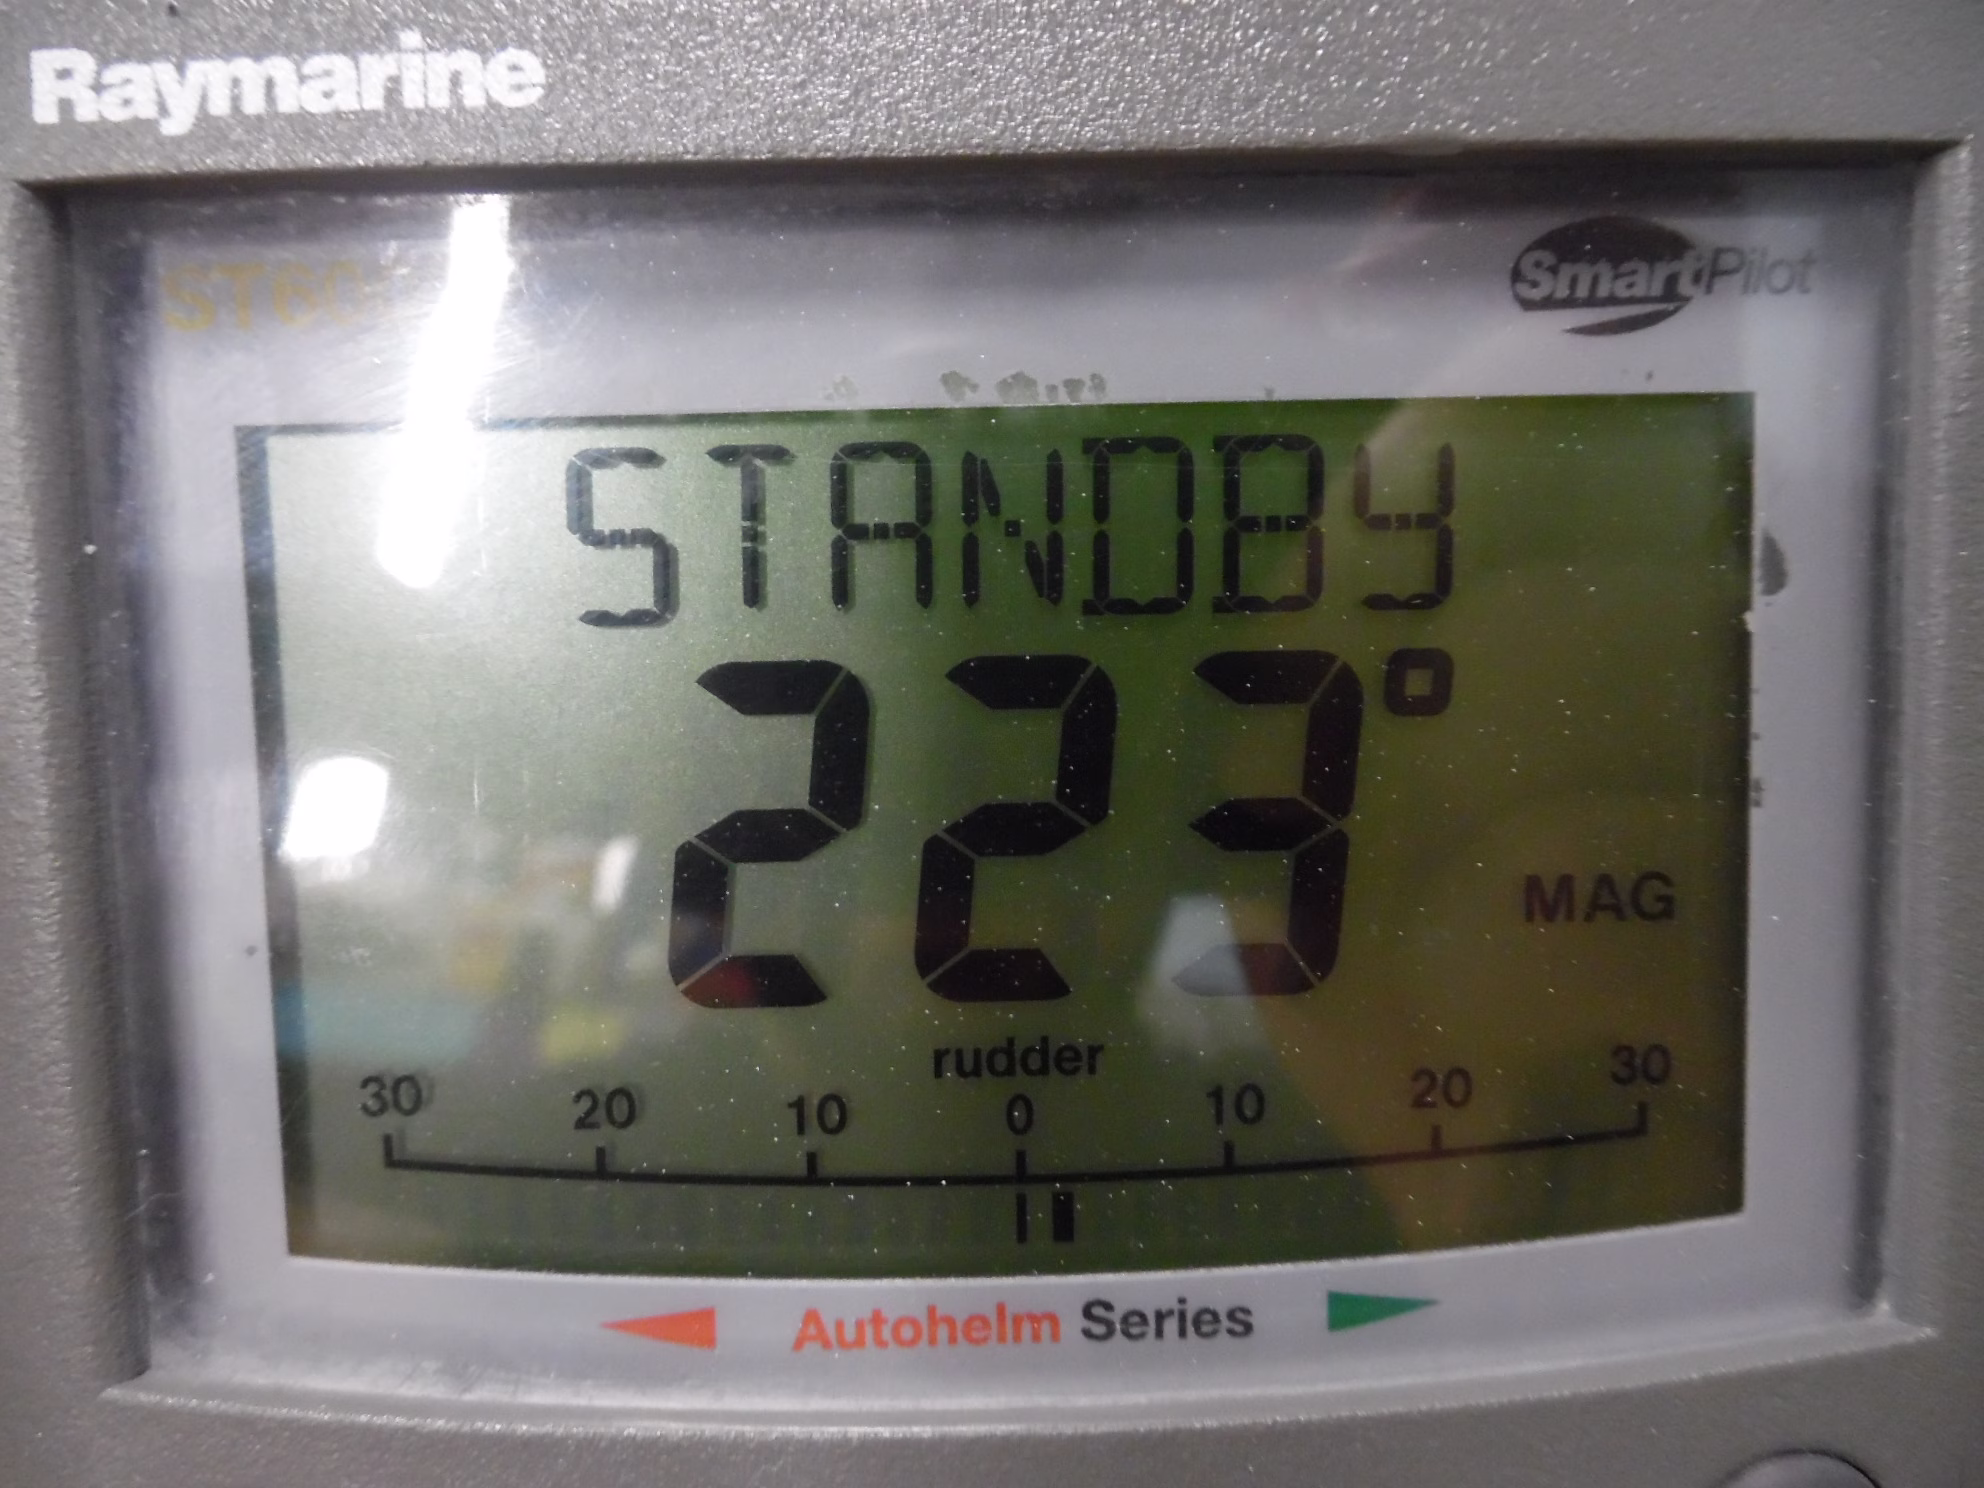 Raymarine
SmartPilot
STANDBY
223°
MAG
rudder
30 20 10 0 10 20 30
Autohelm Series